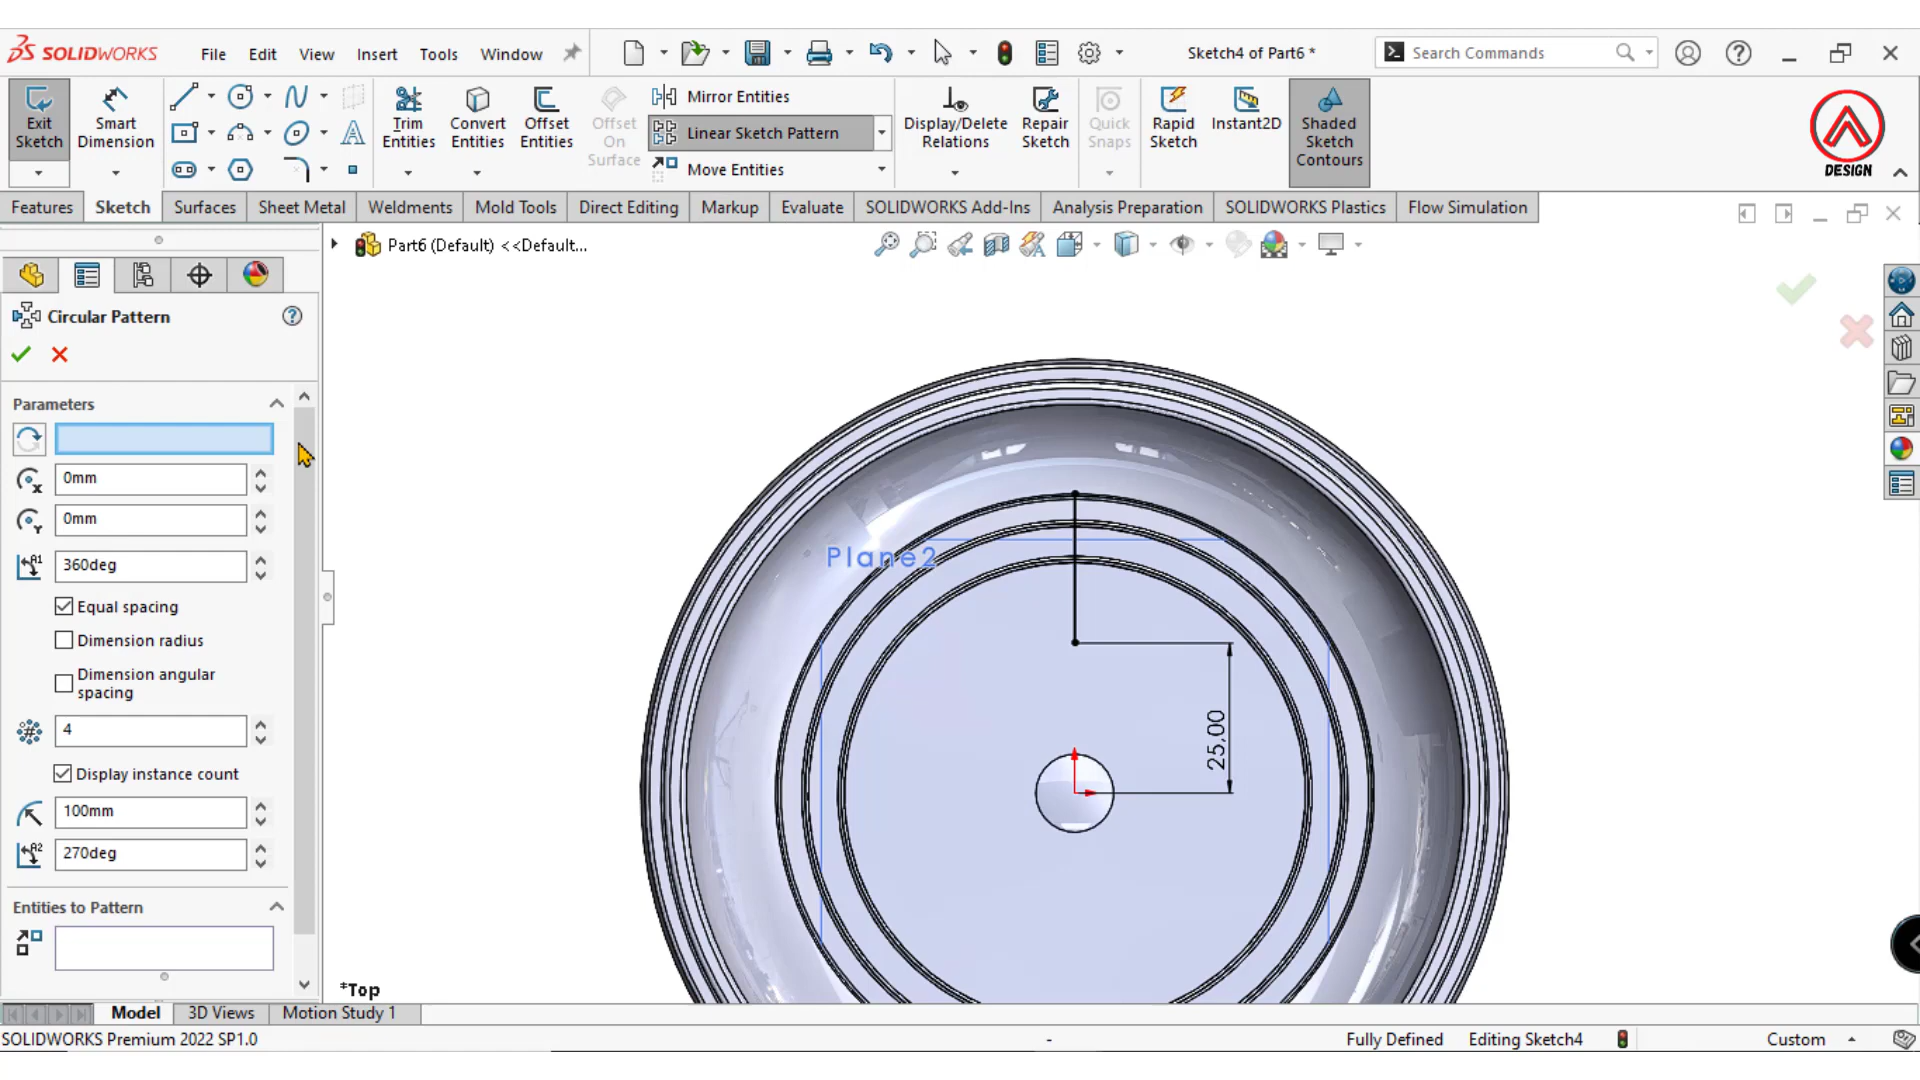 SOLIDWORKS
File
Edit
View
Insert
Tools
Window
Sketch4 of Part6 *
Search Commands
Exit Sketch
Smart Dimension
Trim Entities
Convert Entities
Offset Entities
Offset On Surface
Mirror Entities
Linear Sketch Pattern
Move Entities
Display/Delete Relations
Repair Sketch
Quick Snaps
Rapid Sketch
Instant2D
Shaded Sketch Contours
DESIGN
Features
Sketch
Surfaces
Sheet Metal
Weldments
Mold Tools
Direct Editing
Markup
Evaluate
SOLIDWORKS Add-Ins
Analysis Preparation
SOLIDWORKS Plastics
Flow Simulation
Part6 (Default) <<Default...
Circular Pattern
Parameters
0mm
0mm
360deg
Equal spacing
Dimension radius
Dimension angular
spacing
4
Display instance count
100mm
270deg
Entities to Pattern
Plane2
25,00
*Top
Model
3D Views
Motion Study 1
SOLIDWORKS Premium 2022 SP1.0
-
Fully Defined
Editing Sketch4
Custom